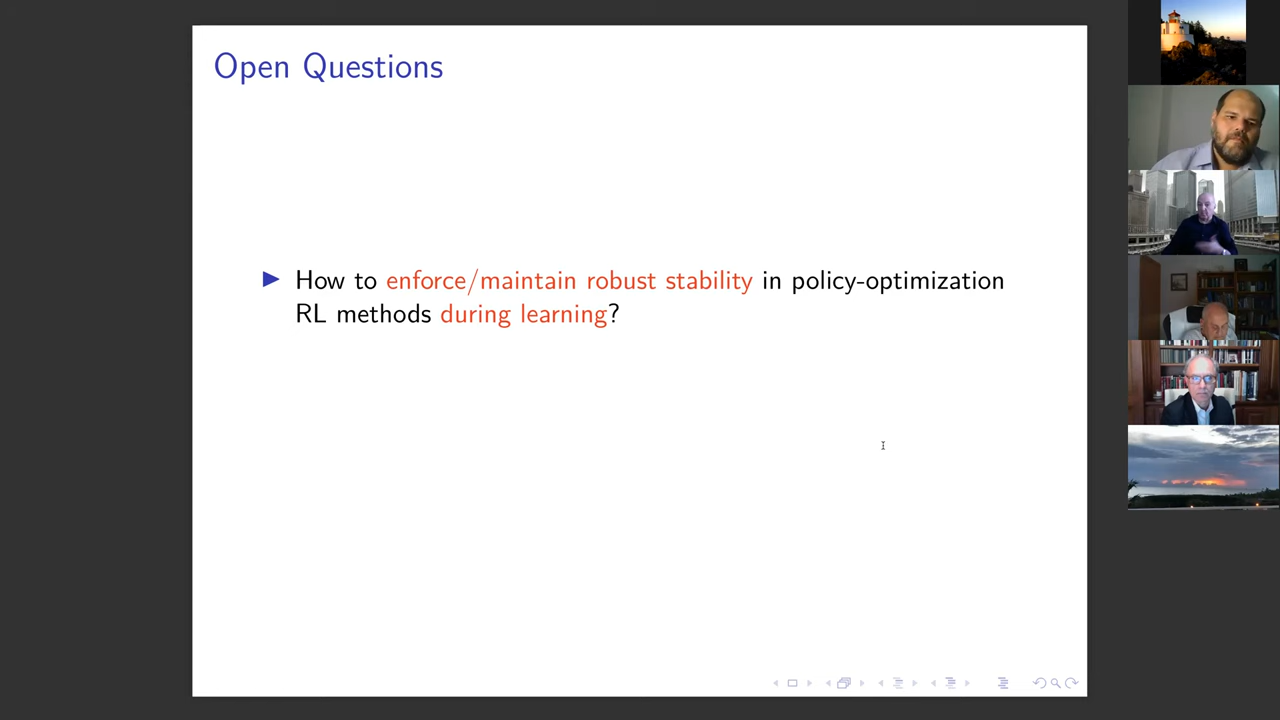 Open Questions
How to enforce/maintain robust stability in policy-optimization
RL methods during learning?